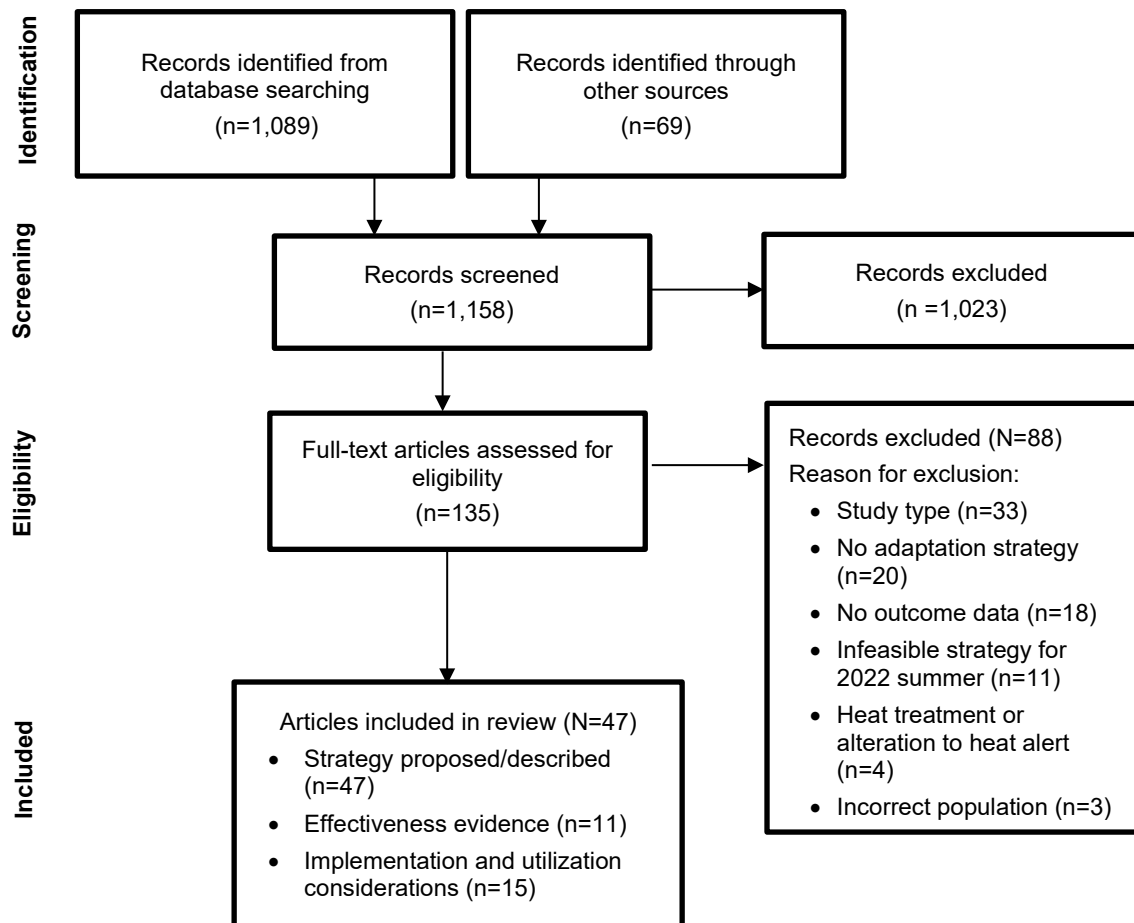 Identification
Records identified from
database searching
(n=1,089)
Records identified through
other sources
(n=69)
Screening
Records screened
(n=1,158)
Records excluded
(n =1,023)
Eligibility
Full-text articles assessed for
eligibility
(n=135)
Records excluded (N=88)
Reason for exclusion:
• Study type (n=33)
• No adaptation strategy
(n=20)
• No outcome data (n=18)
• Infeasible strategy for
2022 summer (n=11)
• Heat treatment or
alteration to heat alert
(n=4)
• Incorrect population (n=3)
Included
Articles included in review (N=47)
• Strategy proposed/described
(n=47)
• Effectiveness evidence (n=11)
• Implementation and utilization
considerations (n=15)